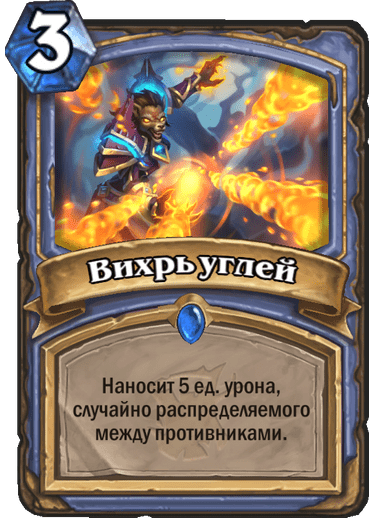 3
Вихрь углей
Наносит 5 ед. урона,
случайно распределяемого
между противниками.